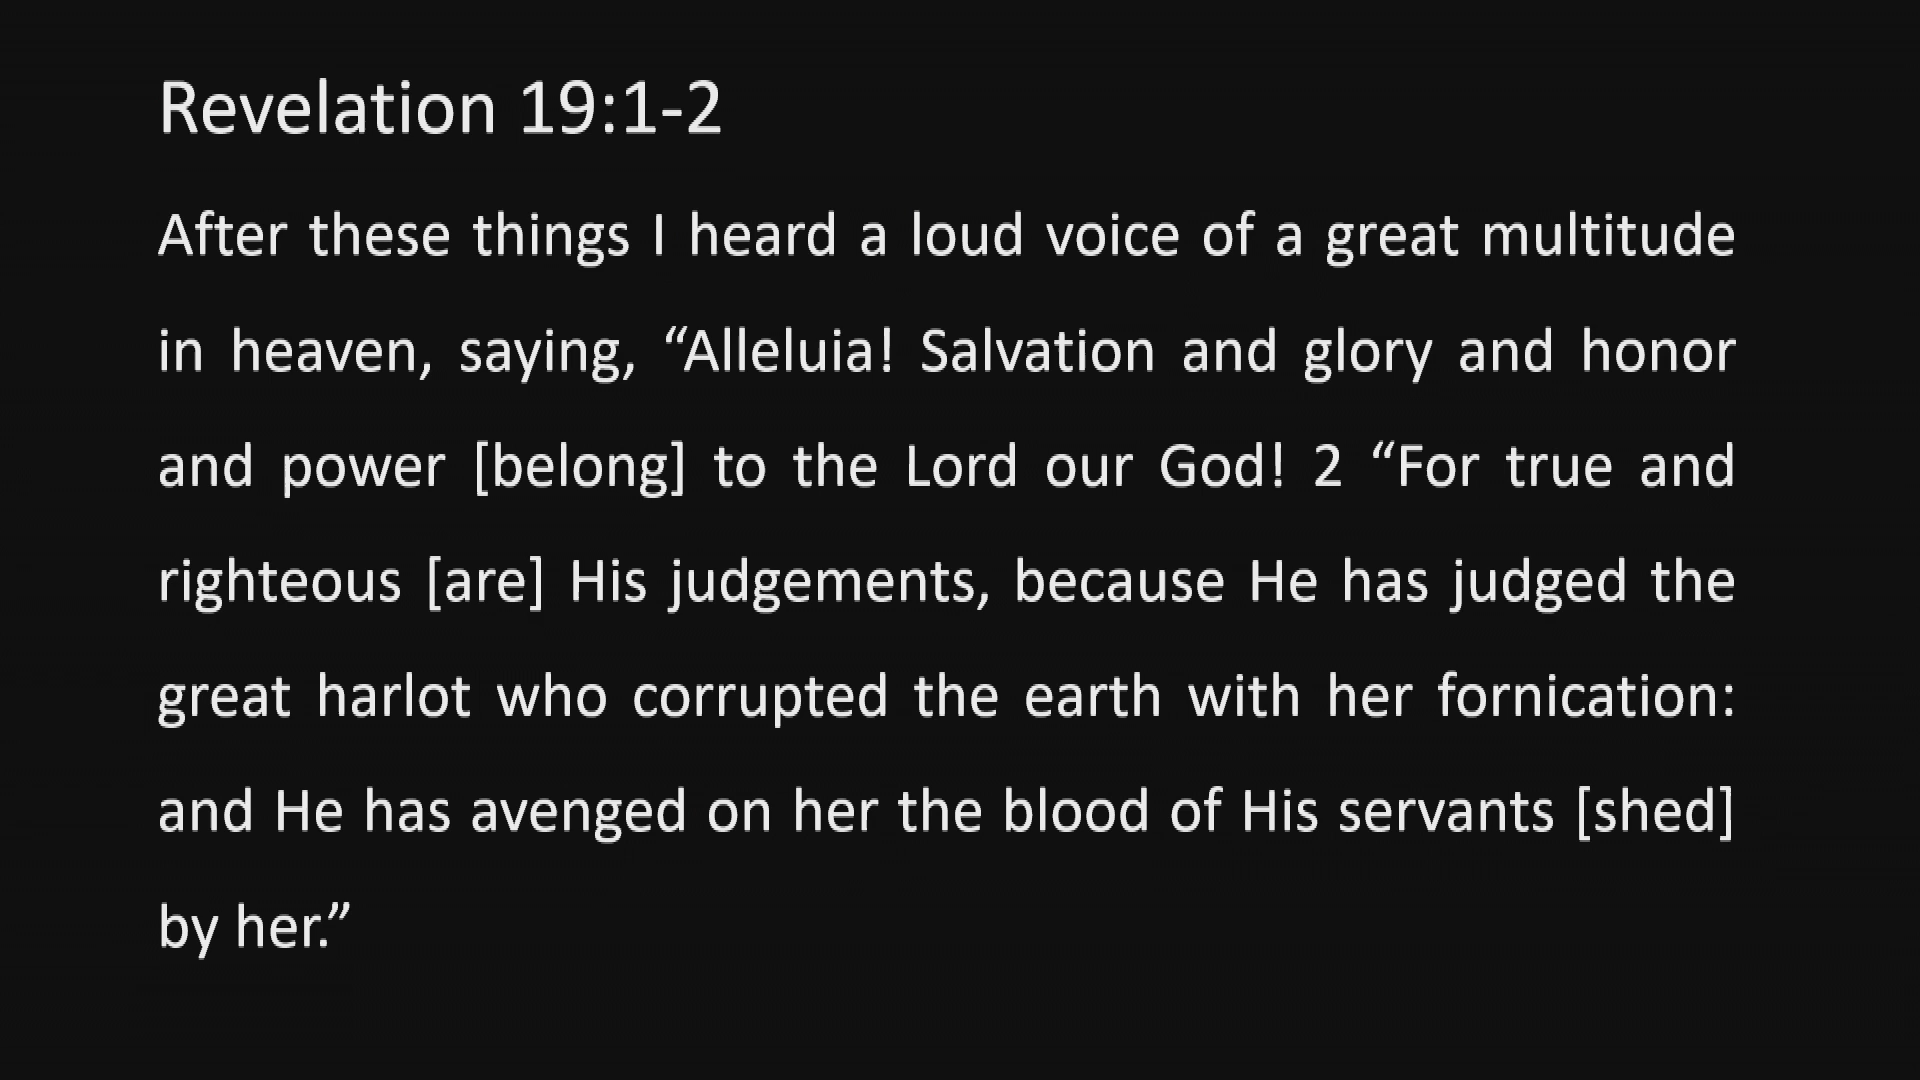 Revelation 19:1-2
After these things I heard a loud voice of a great multitude
in heaven, saying, “Alleluia! Salvation and glory and honor
and power [belong] to the Lord our God! 2 “For true and
righteous [are] His judgements, because He has judged the
great harlot who corrupted the earth with her fornication:
and He has avenged on her the blood of His servants [shed]
by her.”